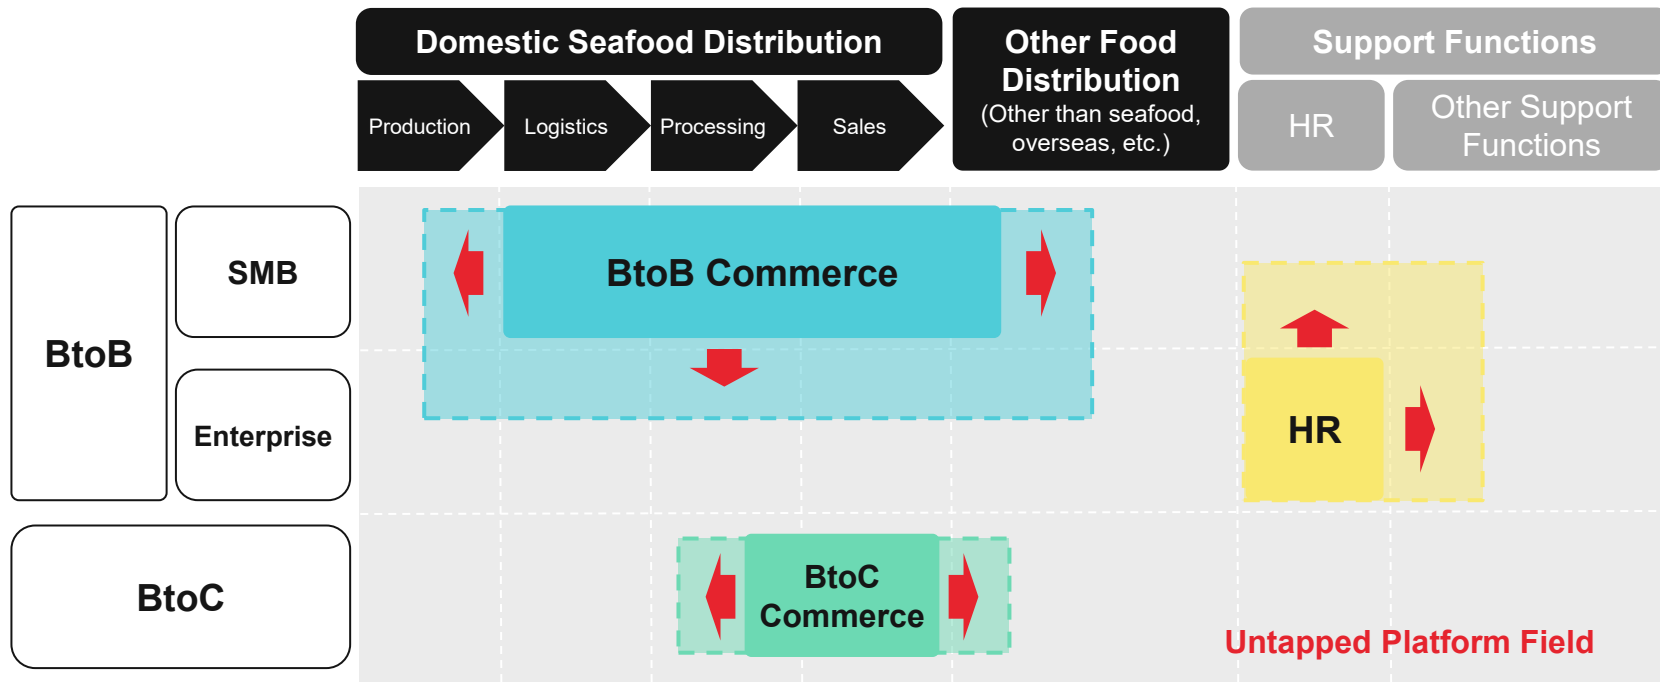 Domestic Seafood Distribution
Other Food
Distribution
(Other than seafood,
overseas, etc.)
Support Functions
Production
Logistics
Processing
Sales
HR
Other Support
Functions
BtoB
SMB
Enterprise
BtoC
BtoB Commerce
HR
BtoC
Commerce
Untapped Platform Field